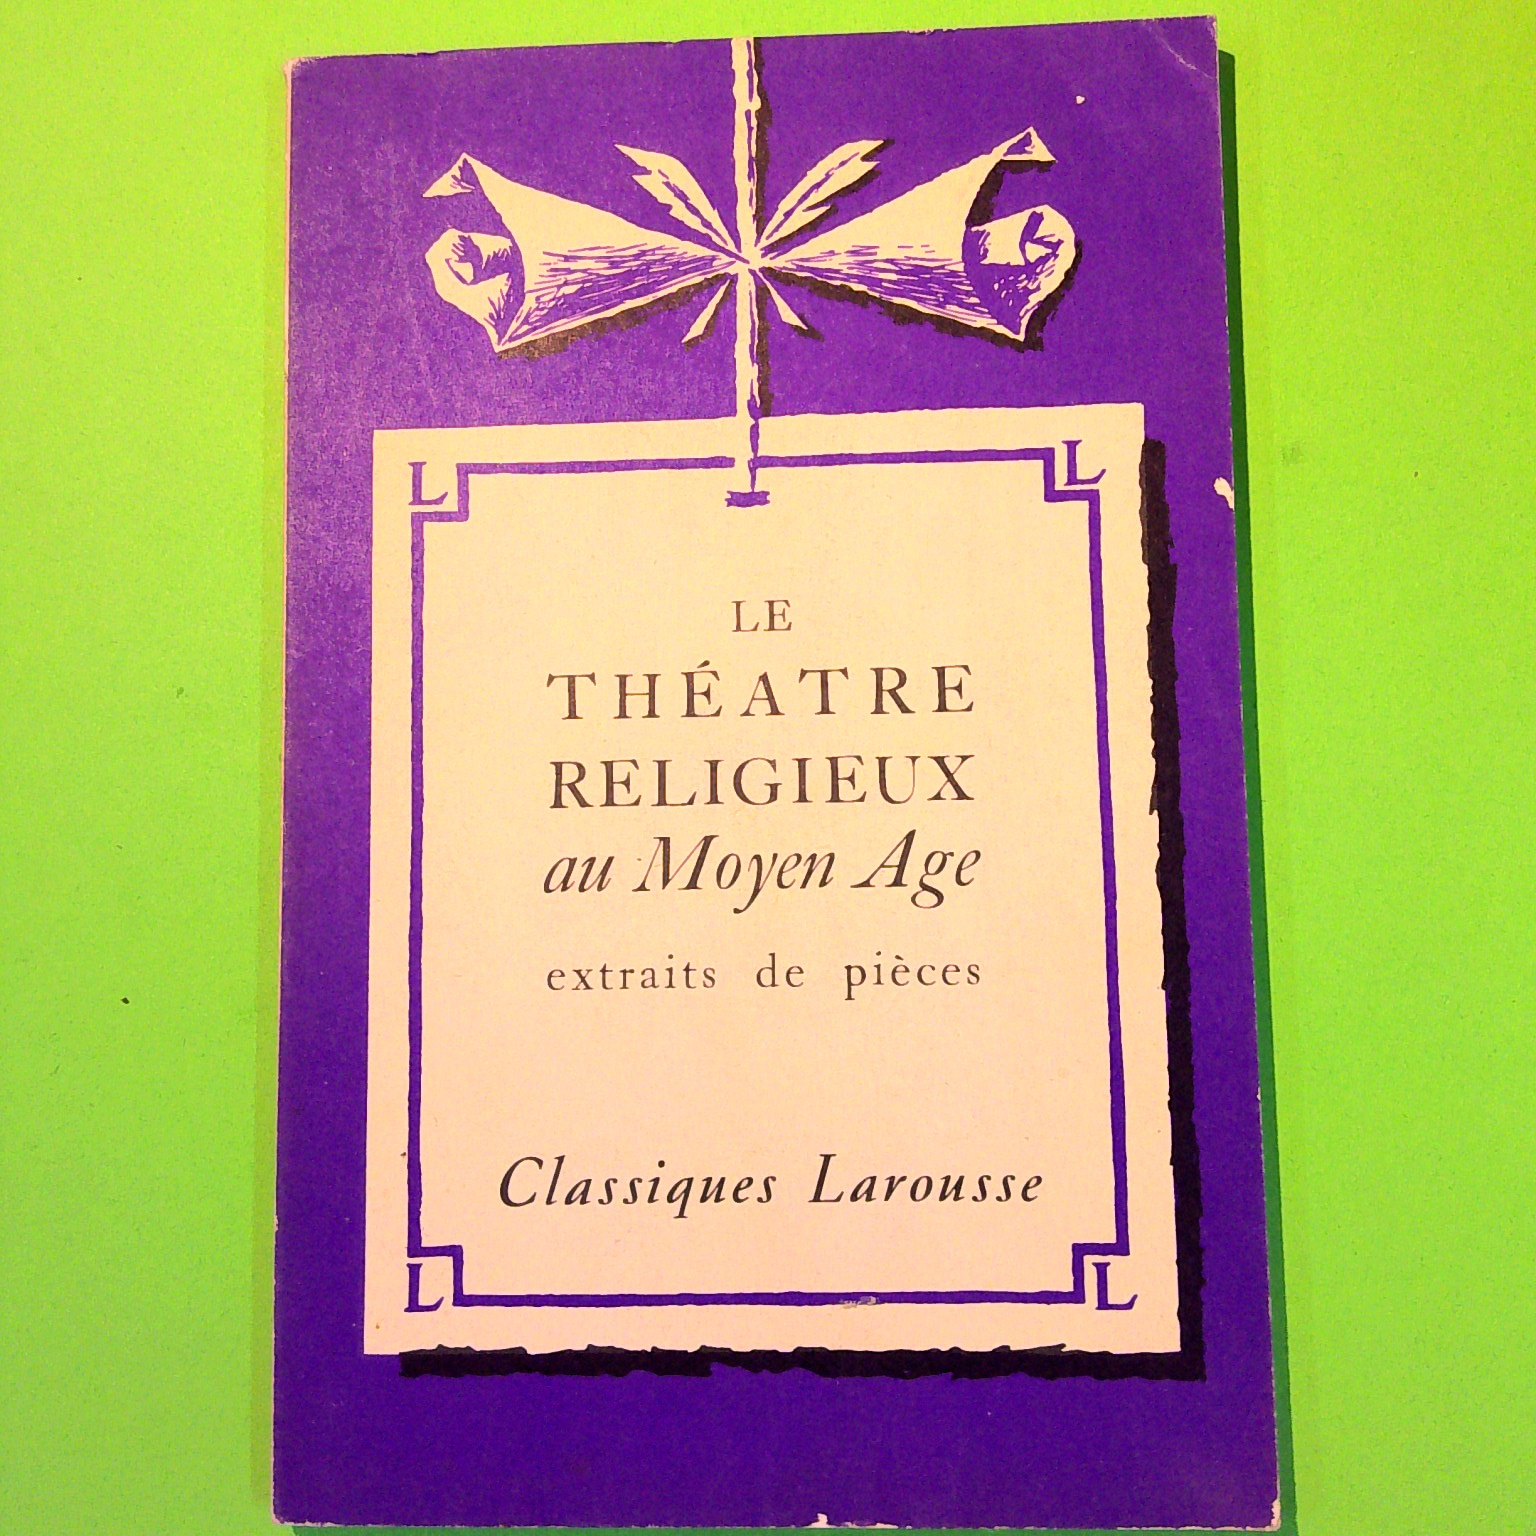 L L
LE
THÉATRE
RELIGIEUX
au Moyen Age
extraits de pièces
Classiques Larousse
L L